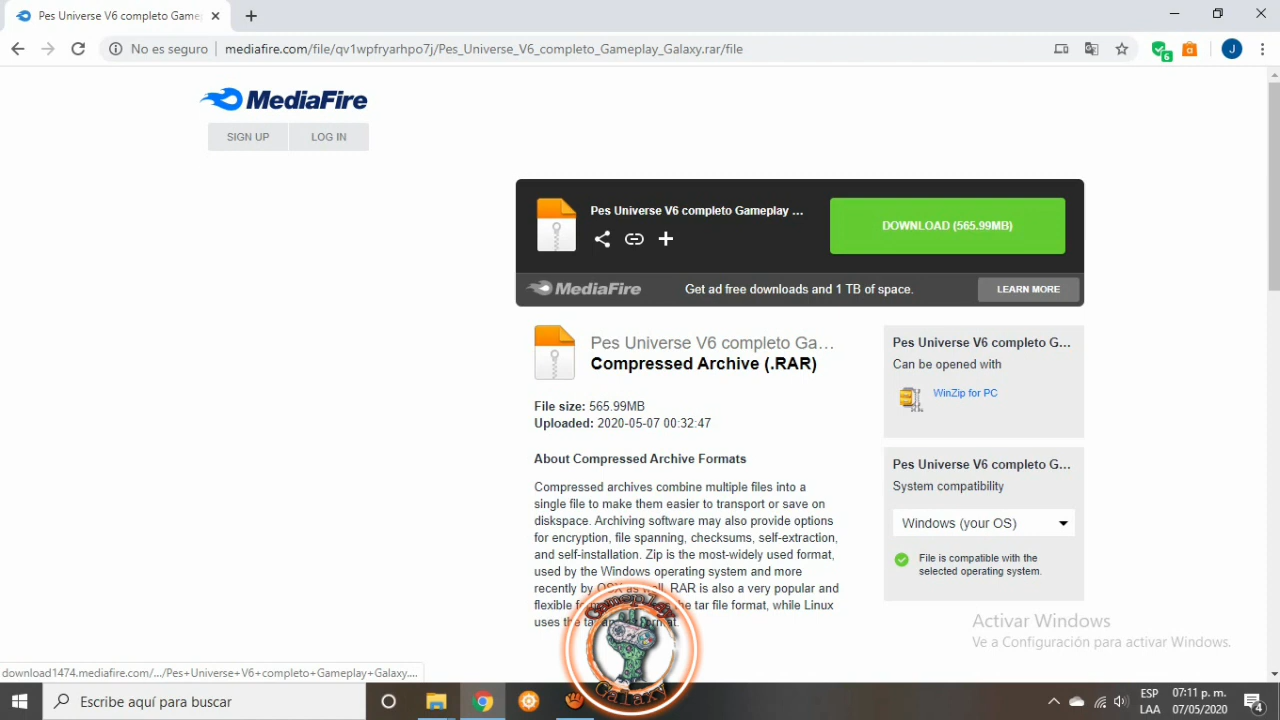 Pes Universe V6 completo Game
No es seguro
mediafire.com/file/qv1wpfryarhpo7j/Pes_Universe_V6_completo_Gameplay_Galaxy.rar/file
6
J
MediaFire
SIGN UP
LOG IN
Pes Universe V6 completo Gameplay ...
DOWNLOAD (565.99MB)
MediaFire
Get ad free downloads and 1 TB of space.
LEARN MORE
Pes Universe V6 completo Ga...
Compressed Archive (.RAR)
File size: 565.99MB
Uploaded: 2020-05-07 00:32:47
About Compressed Archive Formats
Compressed archives combine multiple files into a
single file to make them easier to transport or save on
diskspace. Archiving software may also provide options
for encryption, file spanning, checksums, self-extraction,
and self-installation. Zip is the most-widely used format,
used by the Windows operating system and more
recently by OSX as well. RAR is also a very popular and
flexible the tar file format, while Linux
uses the
Pes Universe V6 completo G...
Can be opened with
WinZip for PC
Pes Universe V6 completo G...
System compatibility
Windows (your OS)
File is compatible with the
selected operating system.
Activar Windows
Ve a Configuración para activar Windows.
Gameplay
Galaxy
download1474.mediafire.com/.../Pes+Universe+V6+completo+Gameplay+Galaxy....
Escribe aquí para buscar
ESP
LAA
07:11 p. m.
07/05/2020
4